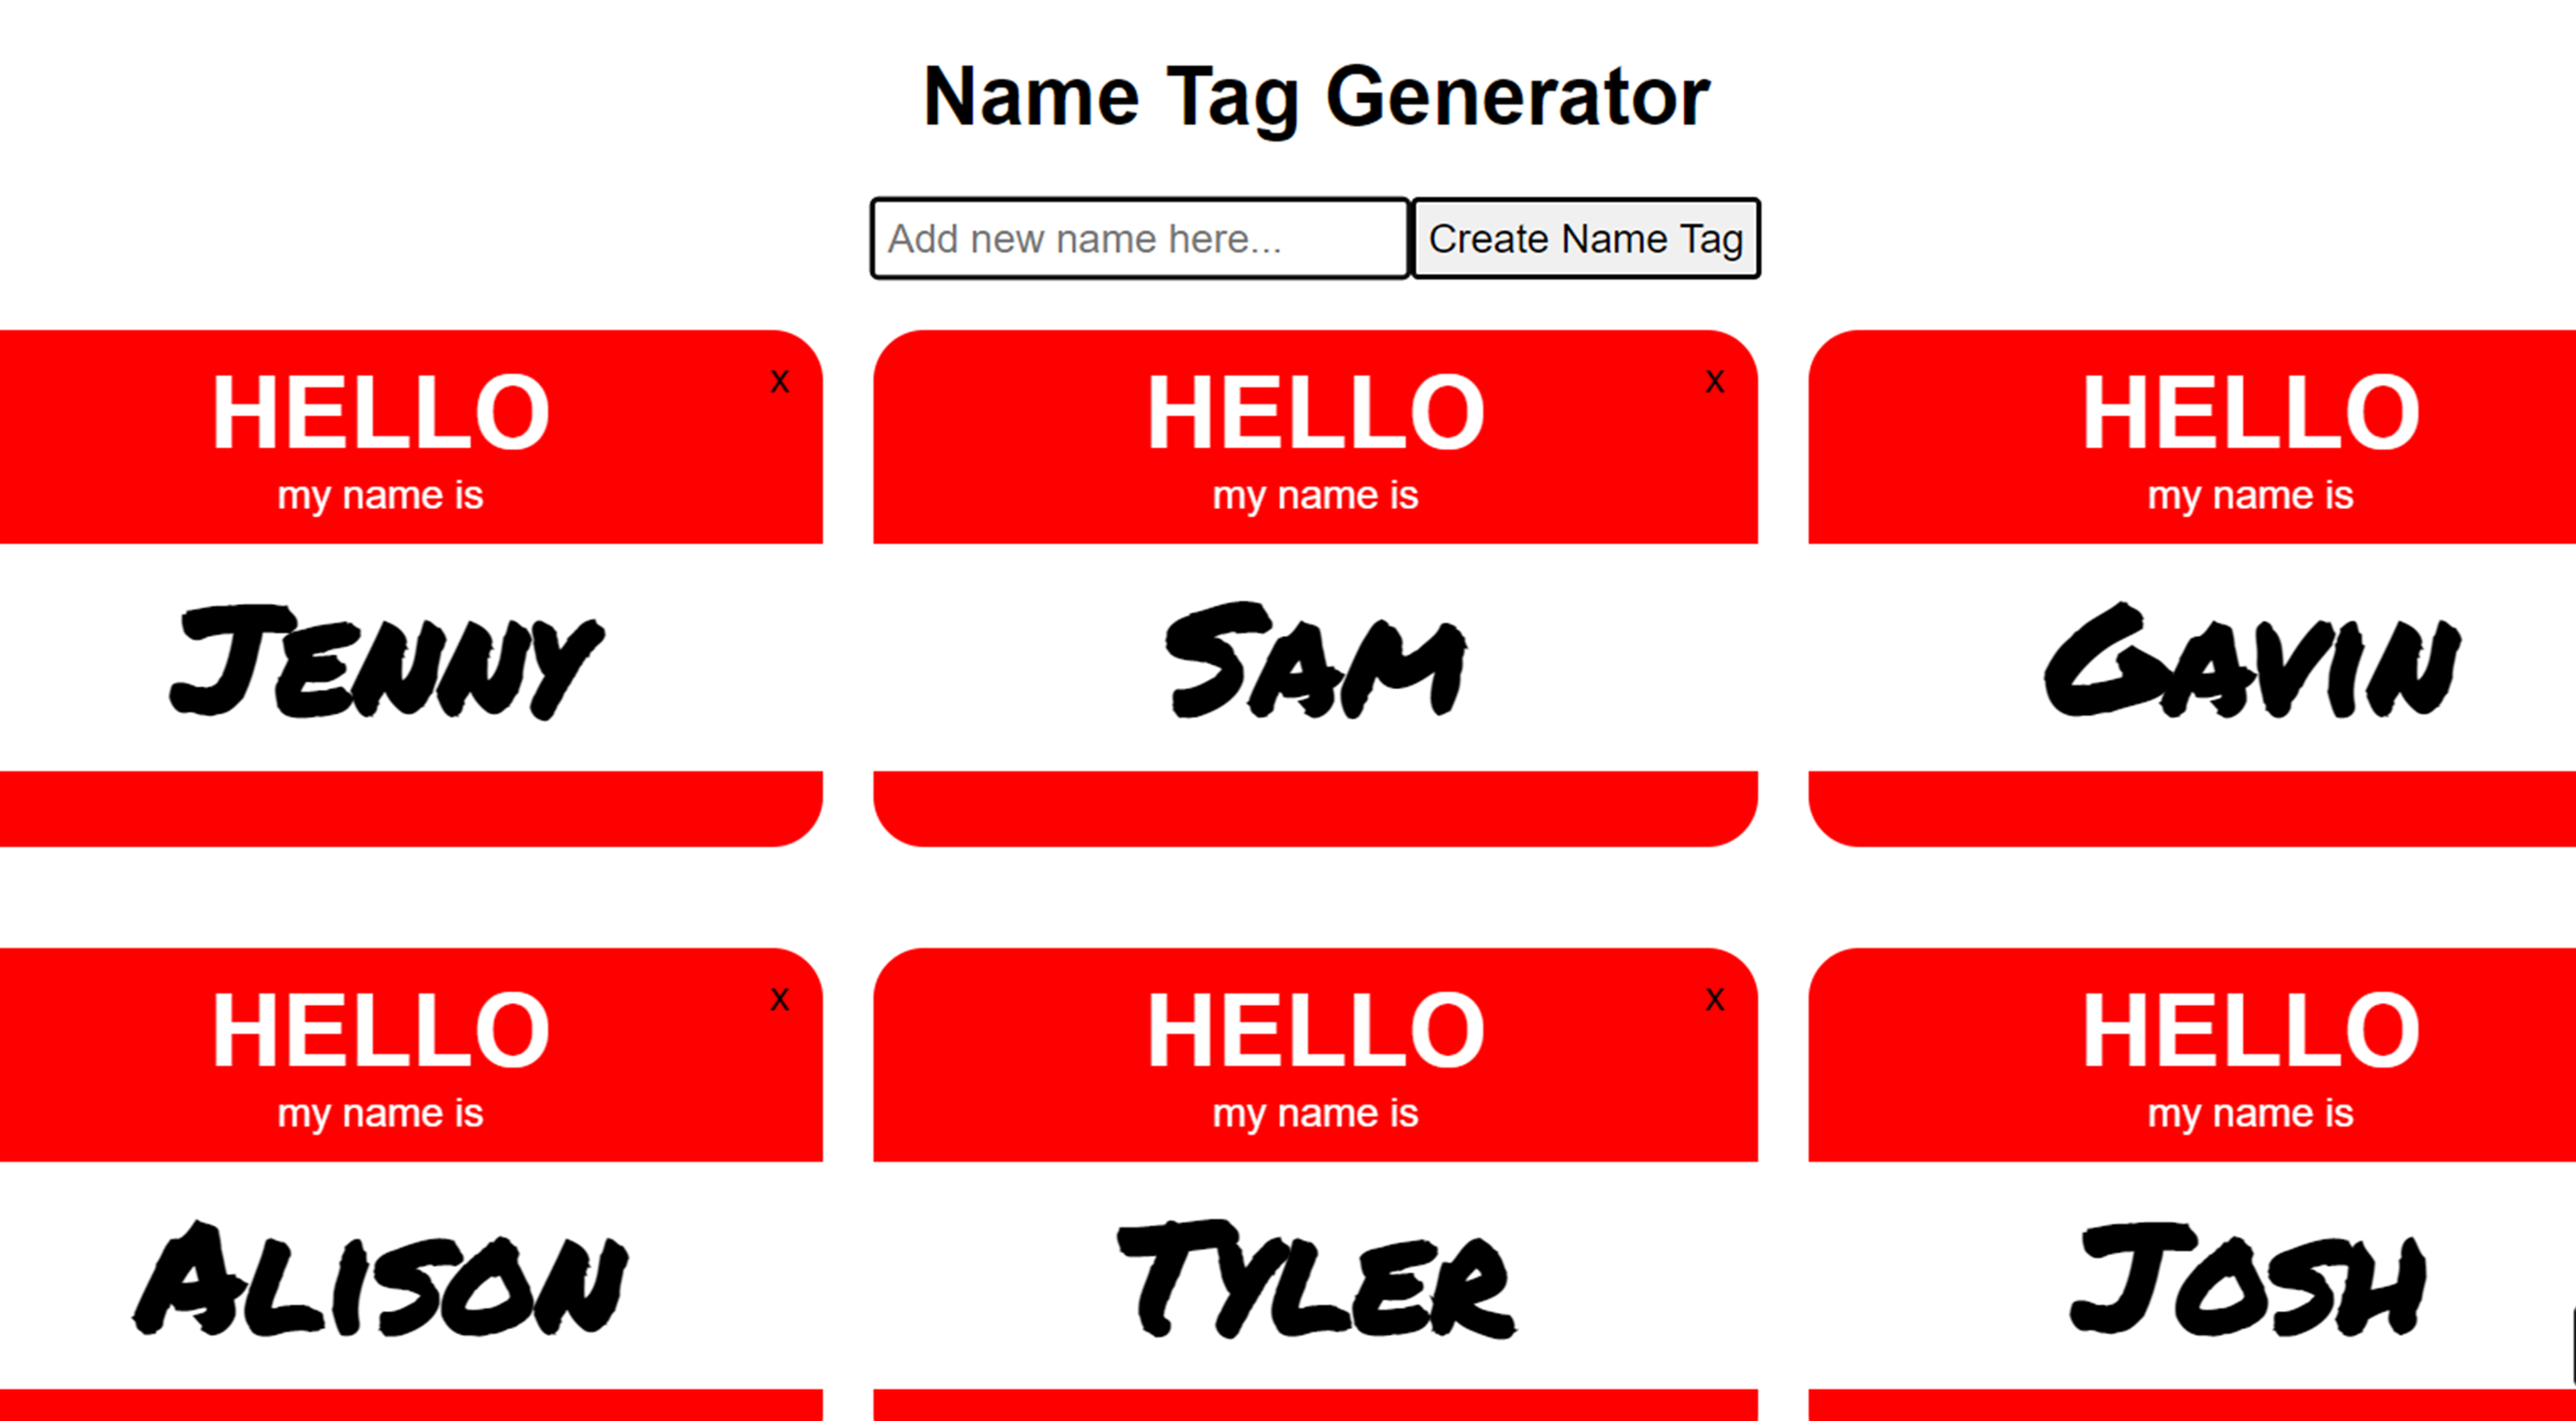 Name Tag Generator
Add new name here...
Create Name Tag
HELLO
x
my name is
Jenny
HELLO
x
my name is
Sam
HELLO
my name is
Gavin
HELLO
x
my name is
Alison
HELLO
x
my name is
Tyler
HELLO
my name is
Josh